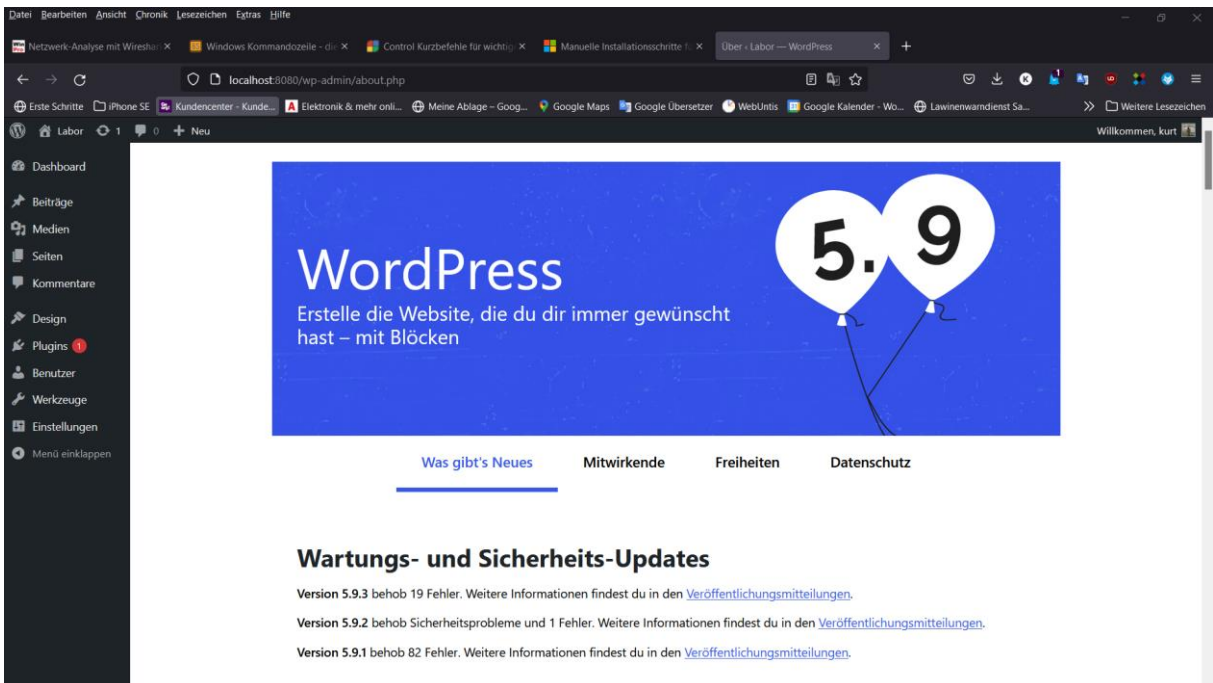 Datei Bearbeiten Ansicht Chronik Lesezeichen Extras Hilfe
Netzwerk-Analyse mit Wireshar Windows Kommandozeile - die Control Kurzbefehle für wichtig Manuelle Installationsschritte f Über ‹ Labor — WordPress
localhost:8080/wp-admin/about.php
Erste Schritte iPhone SE Kundencenter - Kunde... Elektronik & mehr onli... Meine Ablage – Goog... Google Maps Google Übersetzer WebUntis Google Kalender - Wo... Lawinenwarndienst Sa... Weitere Lesezeichen
Labor 1 0 + Neu Willkommen, kurt
Dashboard
Beiträge
Medien
Seiten
Kommentare
Design
Plugins 1
Benutzer
Werkzeuge
Einstellungen
Menü einklappen
5.9
WordPress
Erstelle die Website, die du dir immer gewünscht
hast – mit Blöcken
Was gibt's Neues Mitwirkende Freiheiten Datenschutz
Wartungs- und Sicherheits-Updates
Version 5.9.3 behob 19 Fehler. Weitere Informationen findest du in den Veröffentlichungsmitteilungen.
Version 5.9.2 behob Sicherheitsprobleme und 1 Fehler. Weitere Informationen findest du in den Veröffentlichungsmitteilungen.
Version 5.9.1 behob 82 Fehler. Weitere Informationen findest du in den Veröffentlichungsmitteilungen.